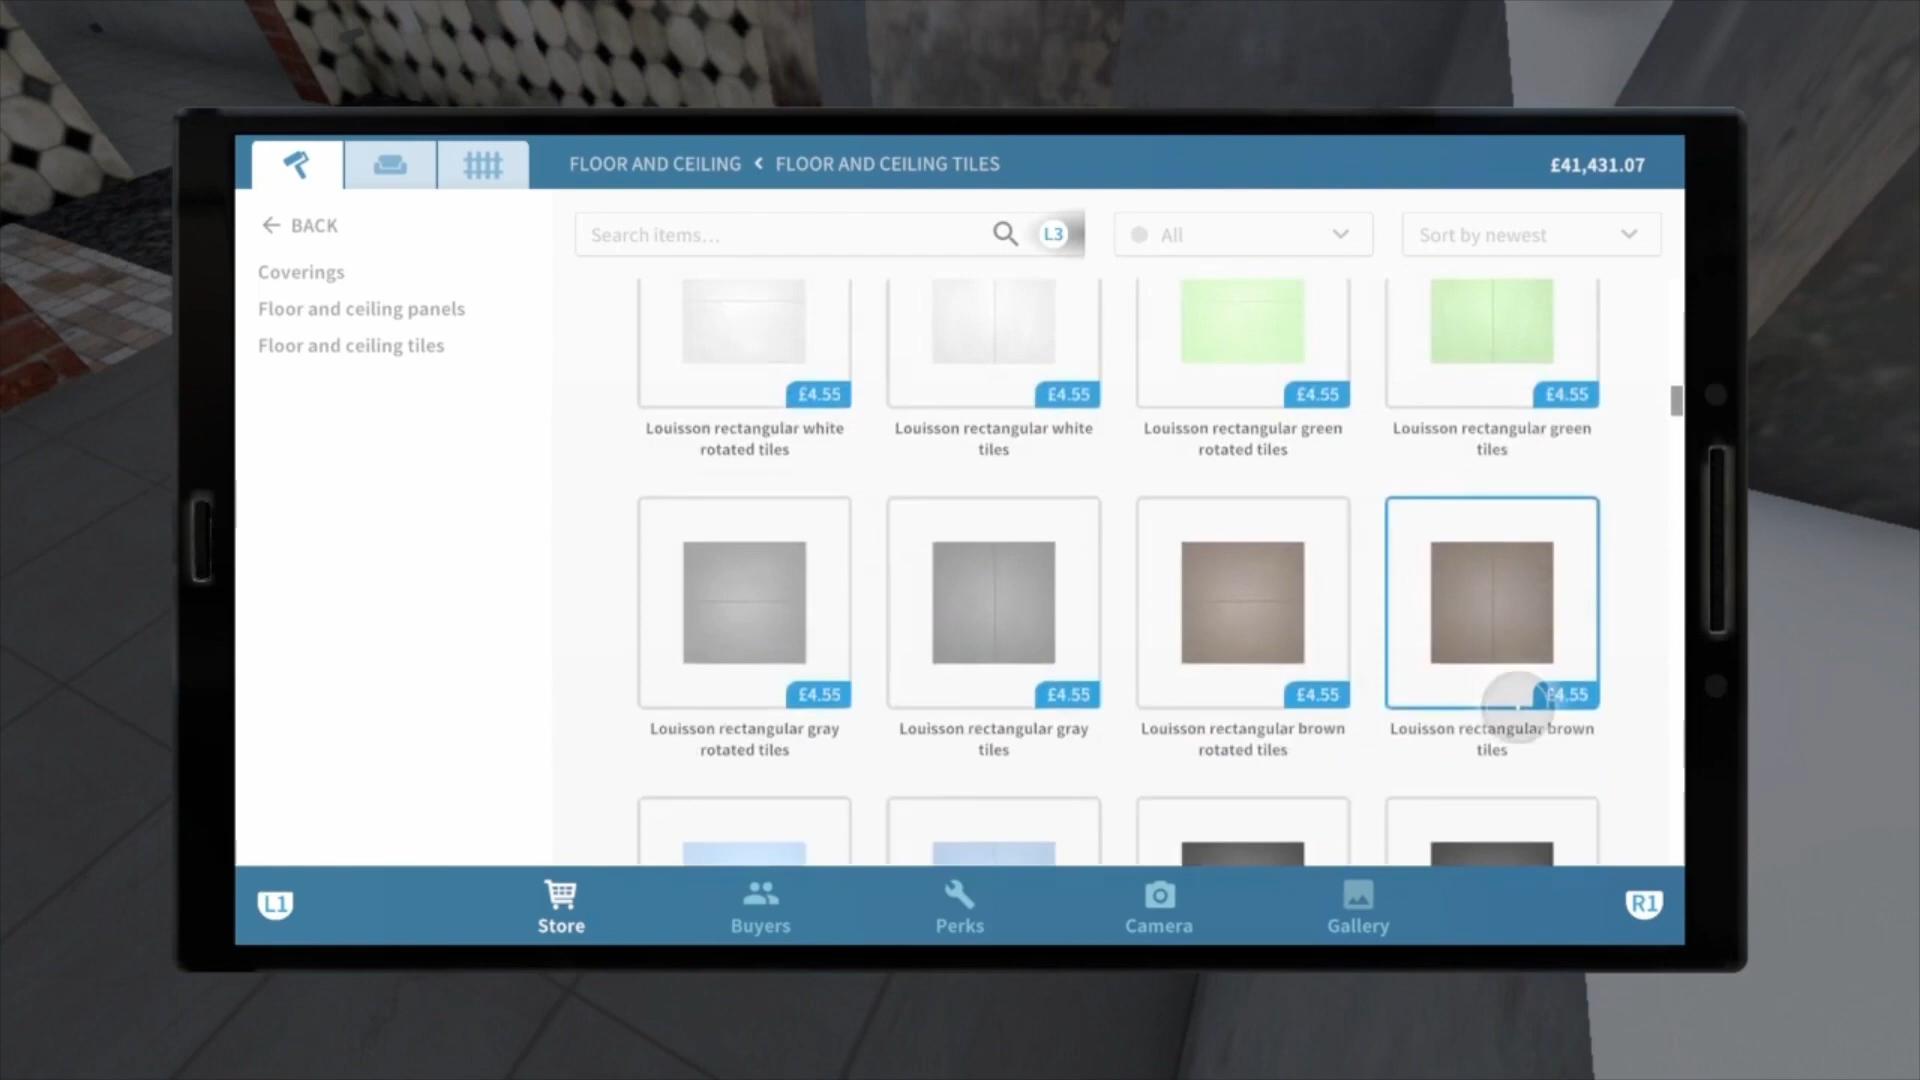 FLOOR AND CEILING < FLOOR AND CEILING TILES
£41,431.07
BACK
Coverings
Floor and ceiling panels
Floor and ceiling tiles
Search items...
L3
All
Sort by newest
£4.55
£4.55
£4.55
£4.55
Louisson rectangular white
rotated tiles
Louisson rectangular white
tiles
Louisson rectangular green
rotated tiles
Louisson rectangular green
tiles
£4.55
£4.55
£4.55
£4.55
Louisson rectangular gray
rotated tiles
Louisson rectangular gray
tiles
Louisson rectangular brown
rotated tiles
Louisson rectangular brown
tiles
L1
Store
Buyers
Perks
Camera
Gallery
R1